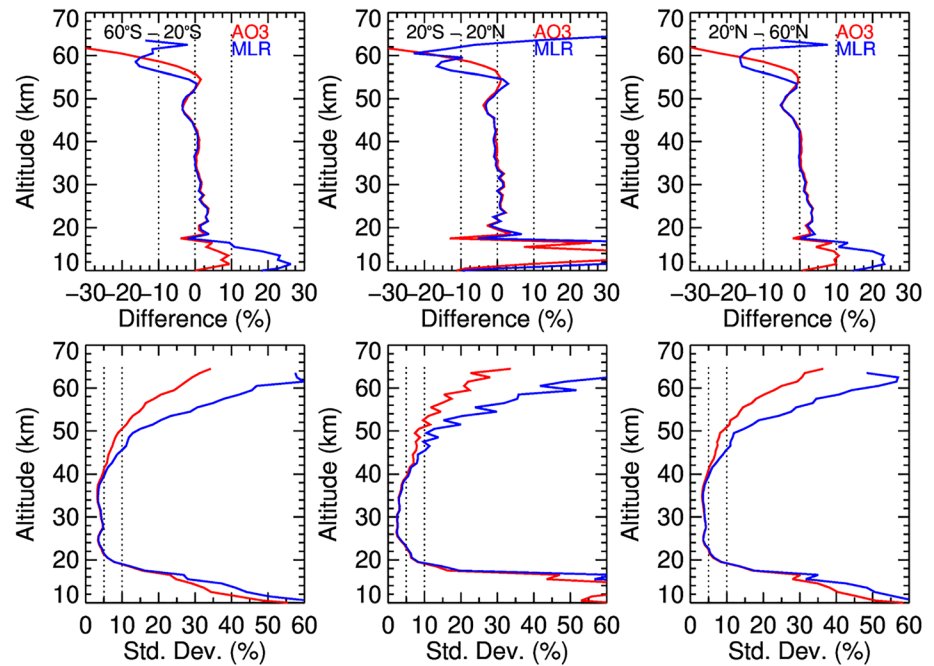 60°S – 20°S AO3
MLR
70
60
50
40
30
20
10
Altitude (km)
−30−20−10 0 10 20 30
Difference (%)
20°S – 20°N AO3
MLR
70
60
50
40
30
20
10
Altitude (km)
−30−20−10 0 10 20 30
Difference (%)
20°N – 60°N AO3
MLR
70
60
50
40
30
20
10
Altitude (km)
−30−20−10 0 10 20 30
Difference (%)
70
60
50
40
30
20
10
Altitude (km)
0 10 20 30 40 50 60
Std. Dev. (%)
70
60
50
40
30
20
10
Altitude (km)
0 10 20 30 40 50 60
Std. Dev. (%)
70
60
50
40
30
20
10
Altitude (km)
0 10 20 30 40 50 60
Std. Dev. (%)